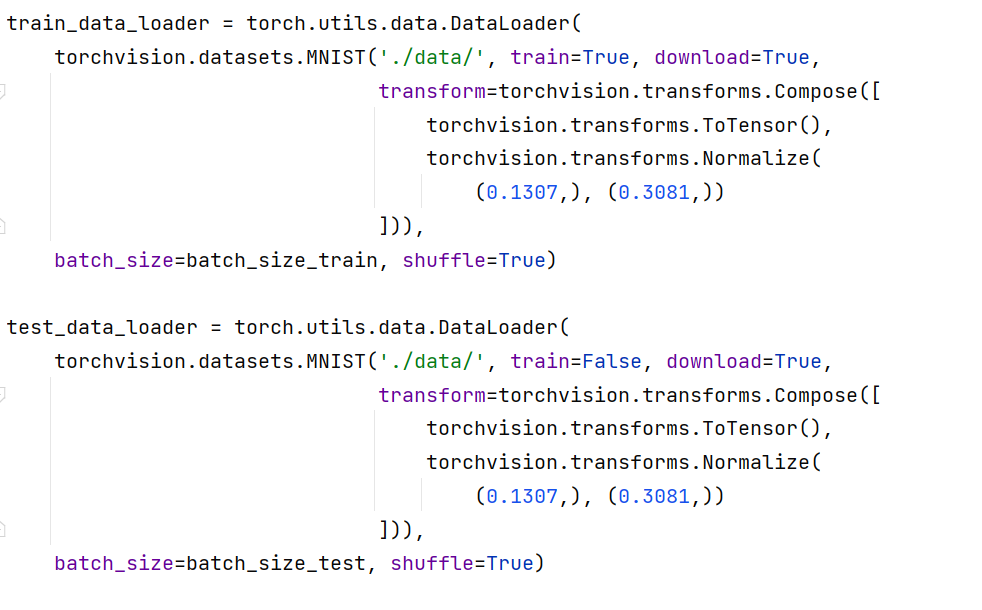 train_data_loader = torch.utils.data.DataLoader(
    torchvision.datasets.MNIST('./data/', train=True, download=True,
                               transform=torchvision.transforms.Compose([
                                   torchvision.transforms.ToTensor(),
                                   torchvision.transforms.Normalize(
                                       (0.1307,), (0.3081,))
                               ])),
    batch_size=batch_size_train, shuffle=True)

test_data_loader = torch.utils.data.DataLoader(
    torchvision.datasets.MNIST('./data/', train=False, download=True,
                               transform=torchvision.transforms.Compose([
                                   torchvision.transforms.ToTensor(),
                                   torchvision.transforms.Normalize(
                                       (0.1307,), (0.3081,))
                               ])),
    batch_size=batch_size_test, shuffle=True)